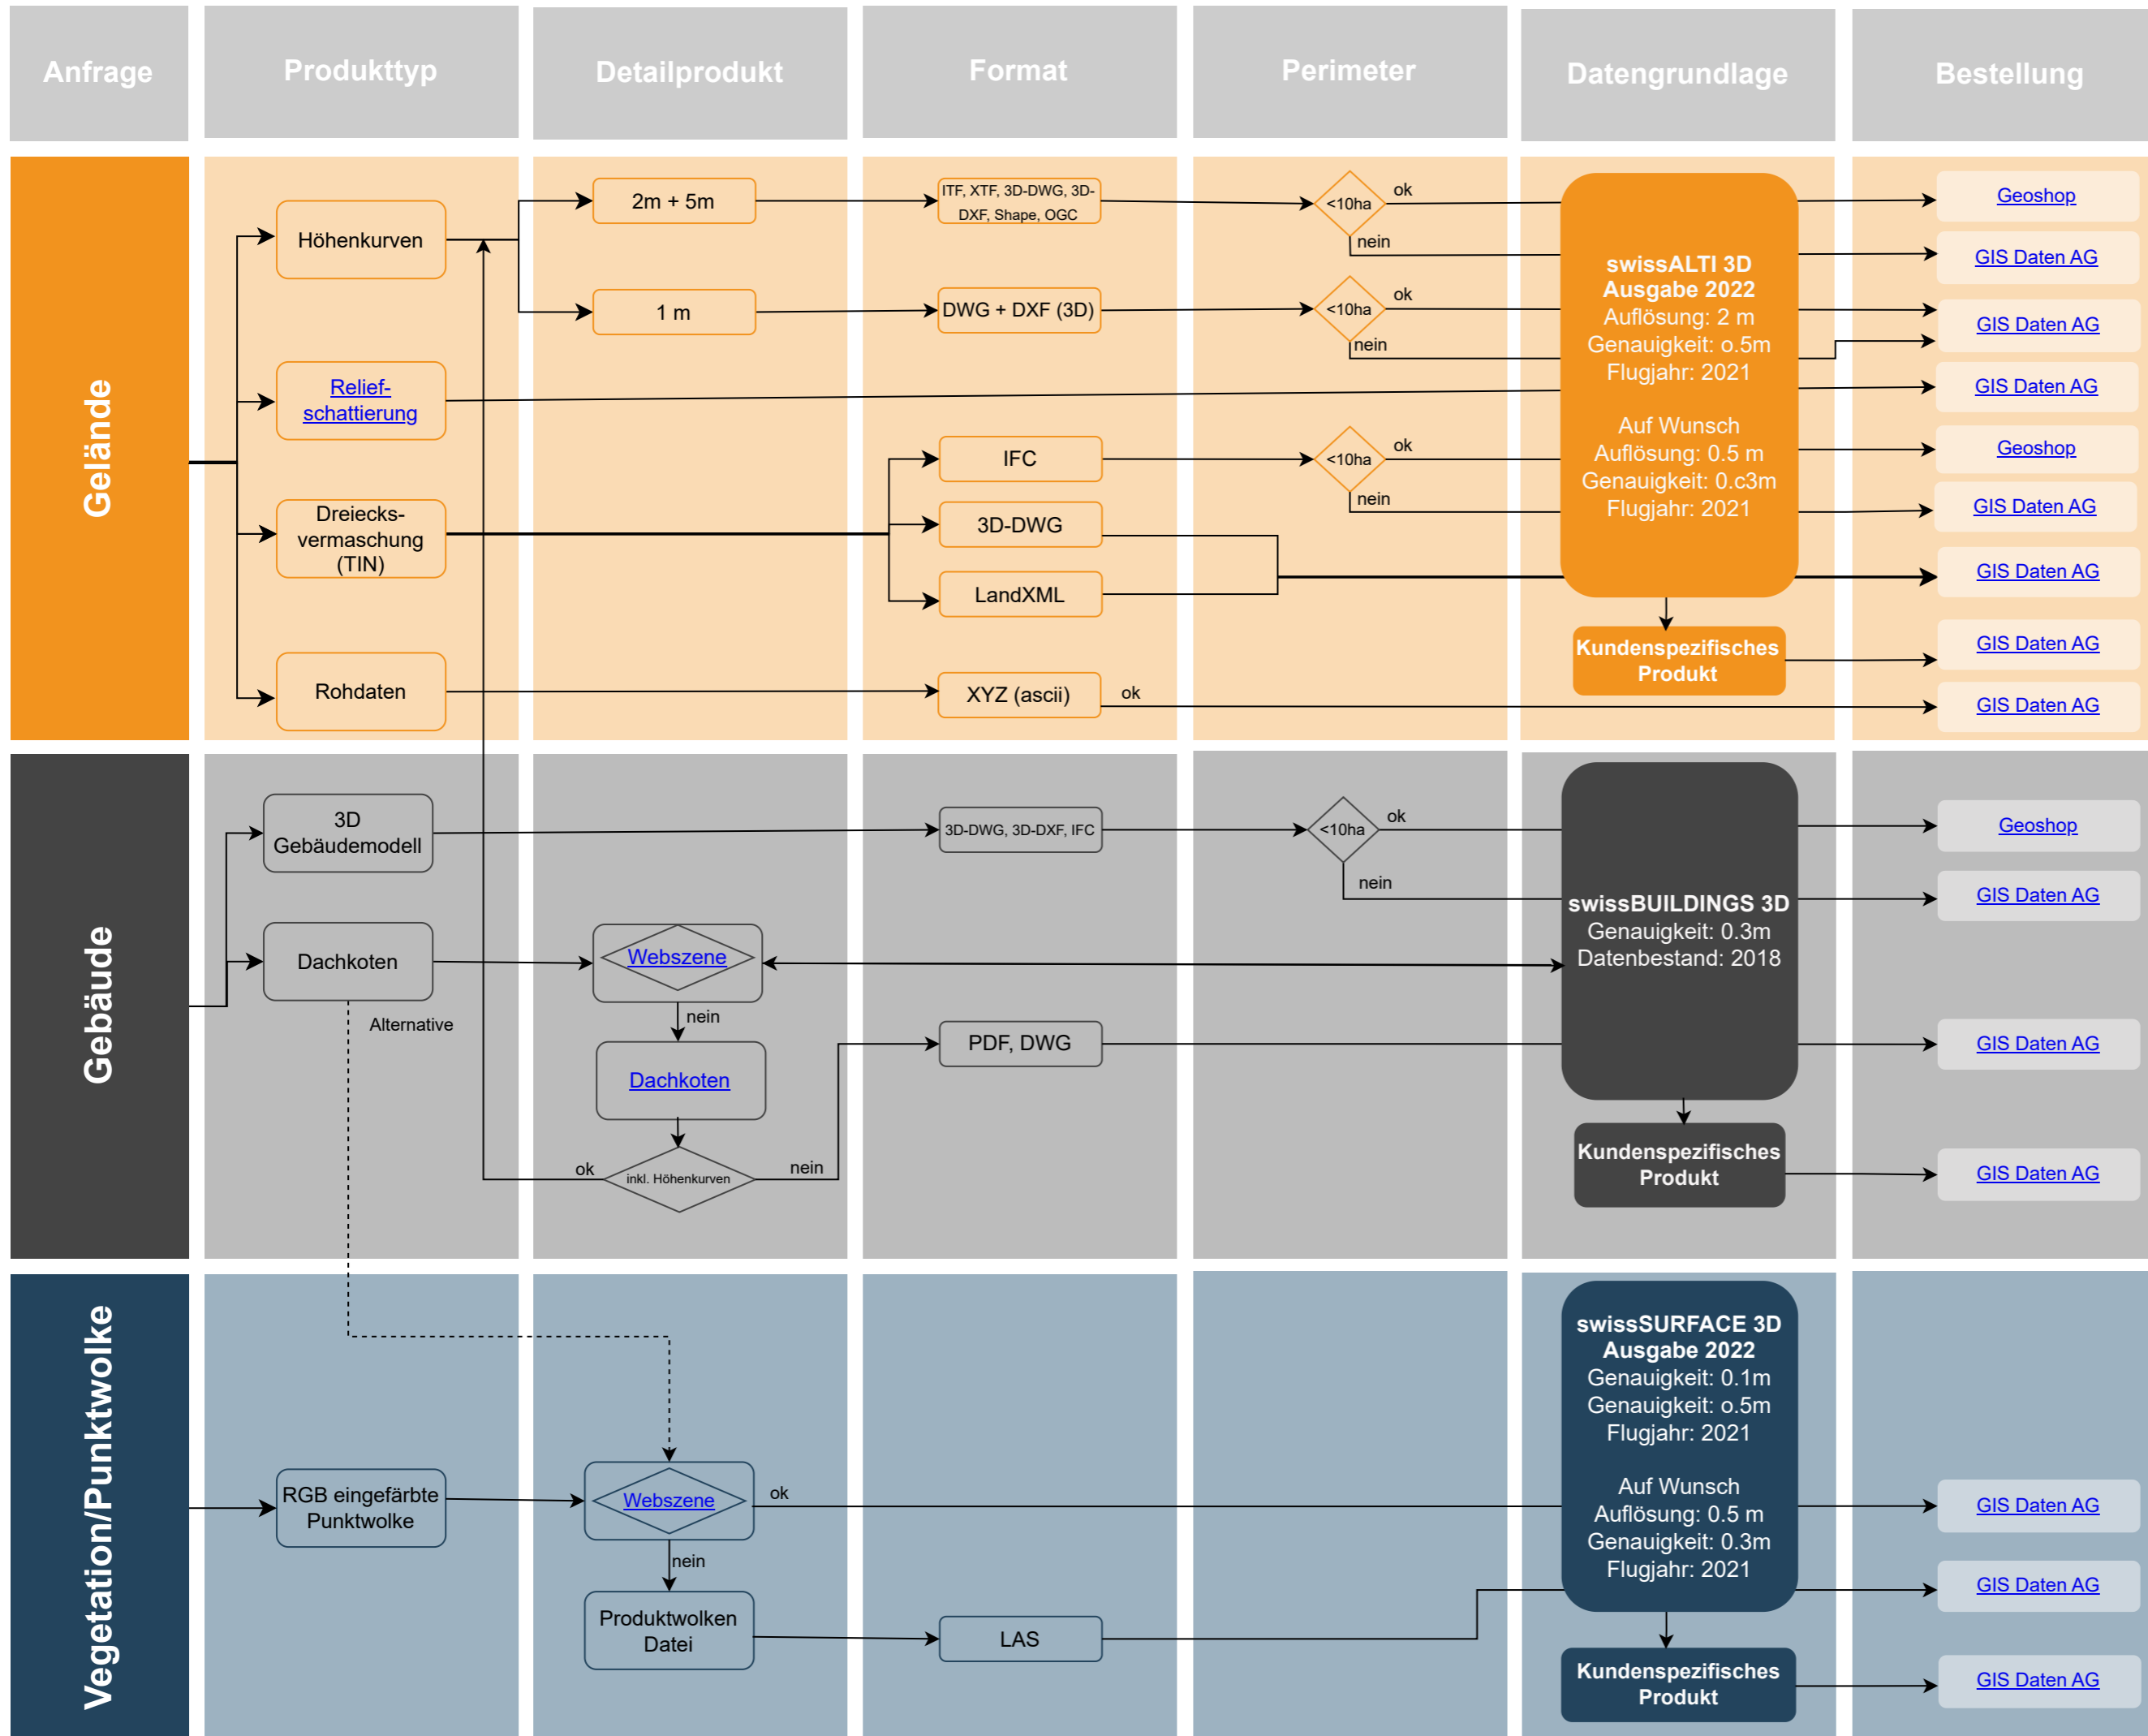 Anfrage
Produkttyp
Detailprodukt
Format
Perimeter
Datengrundlage
Bestellung
Gelände
Höhenkurven
2m + 5m
ITF, XTF, 3D-DWG, 3D-
DXF, Shape, OGC
<10ha
ok
nein
Geoshop
GIS Daten AG
1 m
DWG + DXF (3D)
<10ha
ok
nein
GIS Daten AG
Relief-
schattierung
GIS Daten AG
Dreiecks-
vermaschung
(TIN)
IFC
<10ha
ok
nein
Geoshop
GIS Daten AG
3D-DWG
LandXML
GIS Daten AG
swissALTI 3D
Ausgabe 2022
Auflösung: 2 m
Genauigkeit: o.5m
Flugjahr: 2021
Auf Wunsch
Auflösung: 0.5 m
Genauigkeit: 0.c3m
Flugjahr: 2021
Kundenspezifisches
Produkt
GIS Daten AG
Rohdaten
XYZ (ascii)
ok
GIS Daten AG
Gebäude
3D
Gebäudemodell
3D-DWG, 3D-DXF, IFC
<10ha
ok
nein
Geoshop
GIS Daten AG
Dachkoten
Alternative
Webszene
nein
Dachkoten
inkl. Höhenkurven
ok
nein
PDF, DWG
swissBUILDINGS 3D
Genauigkeit: 0.3m
Datenbestand: 2018
GIS Daten AG
Kundenspezifisches
Produkt
GIS Daten AG
Vegetation/Punktwolke
RGB eingefärbte
Punktwolke
Webszene
ok
nein
Produktwolken
Datei
LAS
swissSURFACE 3D
Ausgabe 2022
Genauigkeit: 0.1m
Genauigkeit: o.5m
Flugjahr: 2021
Auf Wunsch
Auflösung: 0.5 m
Genauigkeit: 0.3m
Flugjahr: 2021
GIS Daten AG
GIS Daten AG
Kundenspezifisches
Produkt
GIS Daten AG